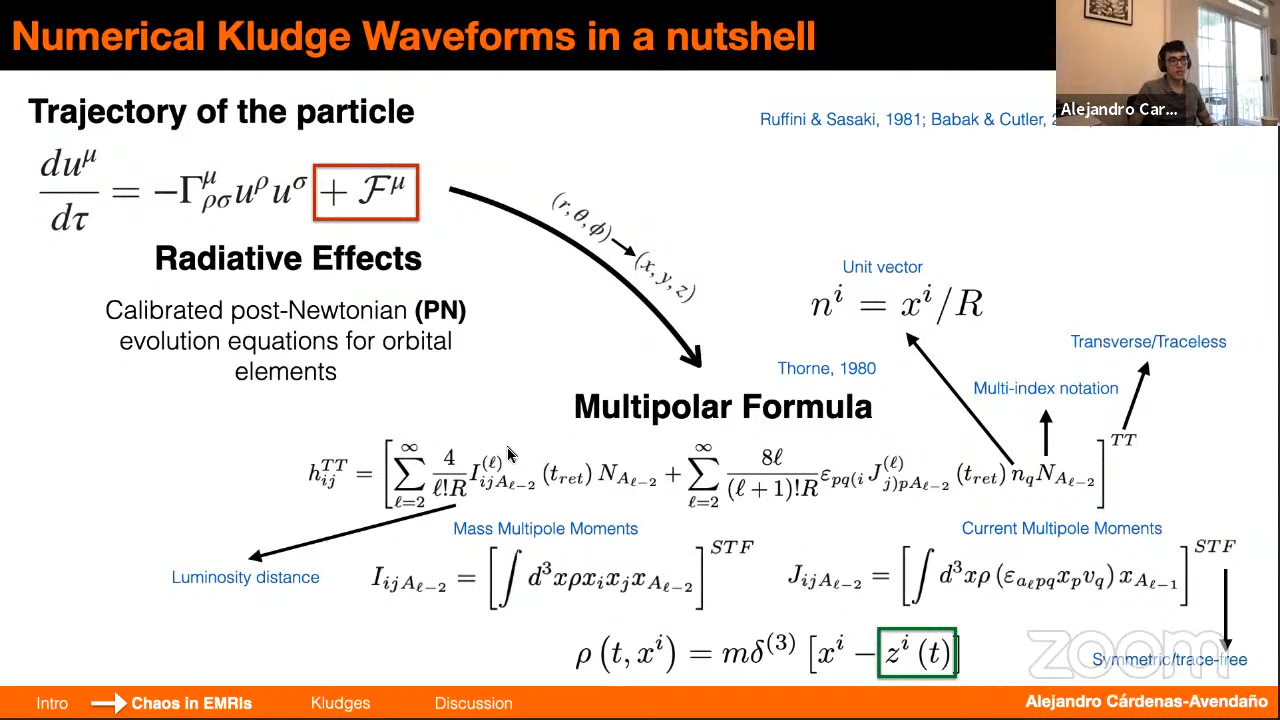 Numerical Kludge Waveforms in a nutshell
Alejandro Car...
Trajectory of the particle
Ruffini & Sasaki, 1981; Babak & Cutler,
du^μ/dτ = −Γ^μ_ρσ u^ρ u^σ + ℱ^μ
(r, θ, ϕ)→(x, y, z)
Radiative Effects
Calibrated post-Newtonian (PN)
evolution equations for orbital
elements
Unit vector
n^i = x^i/R
Transverse/Traceless
Thorne, 1980
Multi-index notation
Multipolar Formula
h_ij^TT = [∑_{ℓ=2}^∞ 4/(ℓ!R) I^(ℓ)_{ijA_{ℓ−2}} (t_ret) N_{A_{ℓ−2}} + ∑_{ℓ=2}^∞ 8ℓ/((ℓ+1)!R) ε_{pq(i} J^(ℓ)_{j)pA_{ℓ−2}} (t_ret) n_q N_{A_{ℓ−2}}]^TT
Mass Multipole Moments
Current Multipole Moments
Luminosity distance
I_{ijA_{ℓ−2}} = [∫ d³xρx_i x_j x_{A_{ℓ−2}}]^STF
J_{ijA_{ℓ−2}} = [∫ d³xρ (ε_{a_ℓ pq} x_p v_q) x_{A_{ℓ−1}}]^STF
ρ (t, x^i) = mδ^(3) [x^i − z^i (t)]
zoom
Symmetric/trace-free
Intro
Chaos in EMRIs
Kludges
Discussion
Alejandro Cárdenas-Avendaño